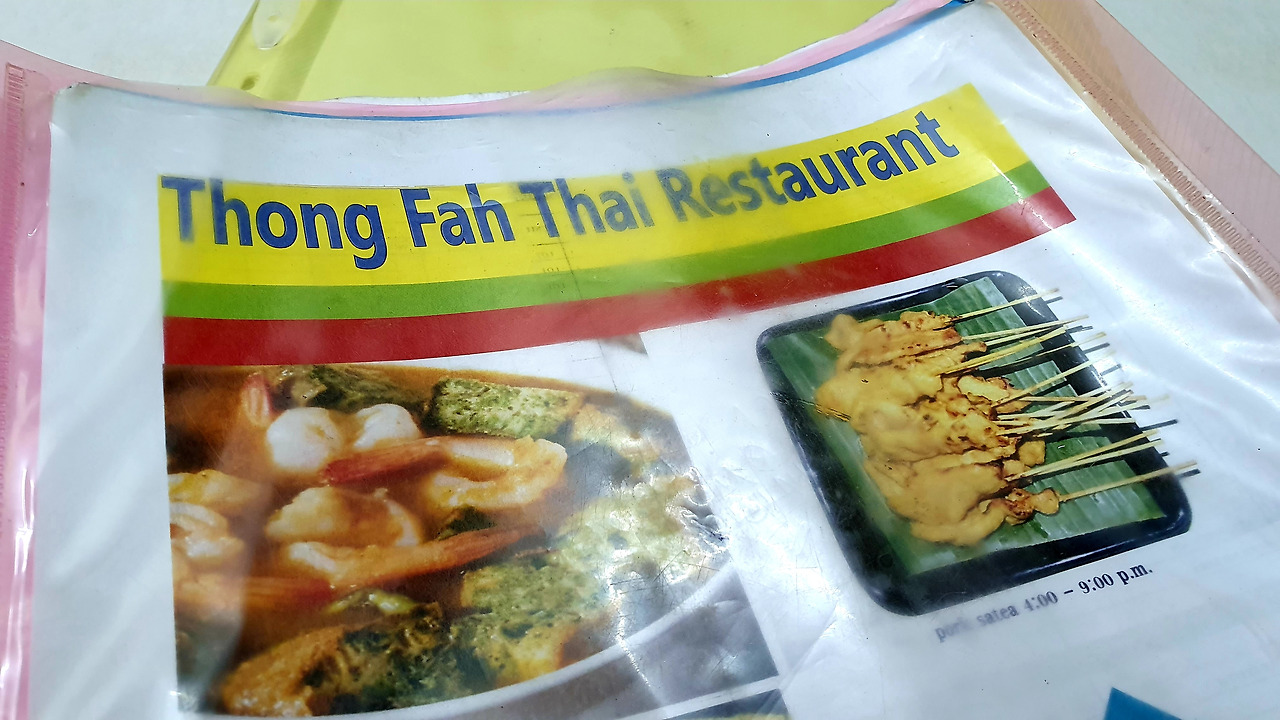 Thong Fah Thai Restaurant
pork satea 4:00 – 9:00 p.m.